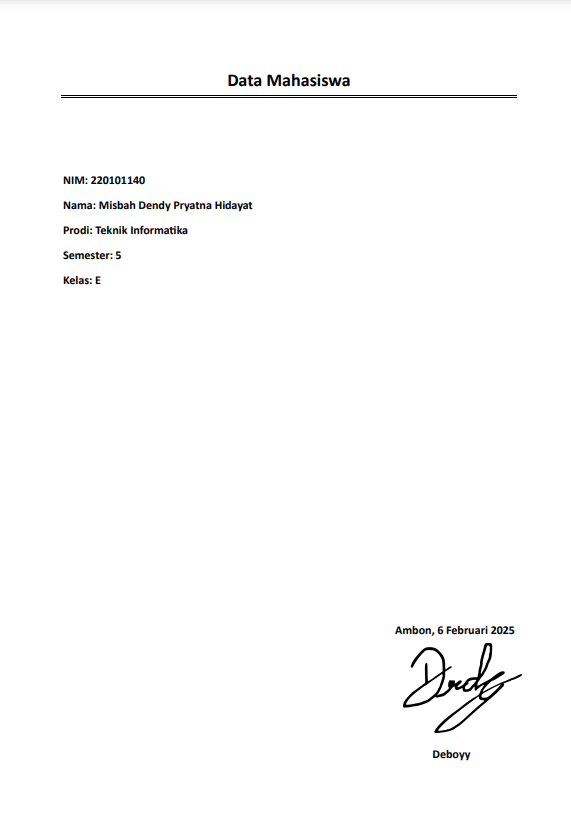 Data Mahasiswa
NIM: 220101140
Nama: Misbah Dendy Pryatna Hidayat
Prodi: Teknik Informatika
Semester: 5
Kelas: E
Ambon, 6 Februari 2025
Deboyy